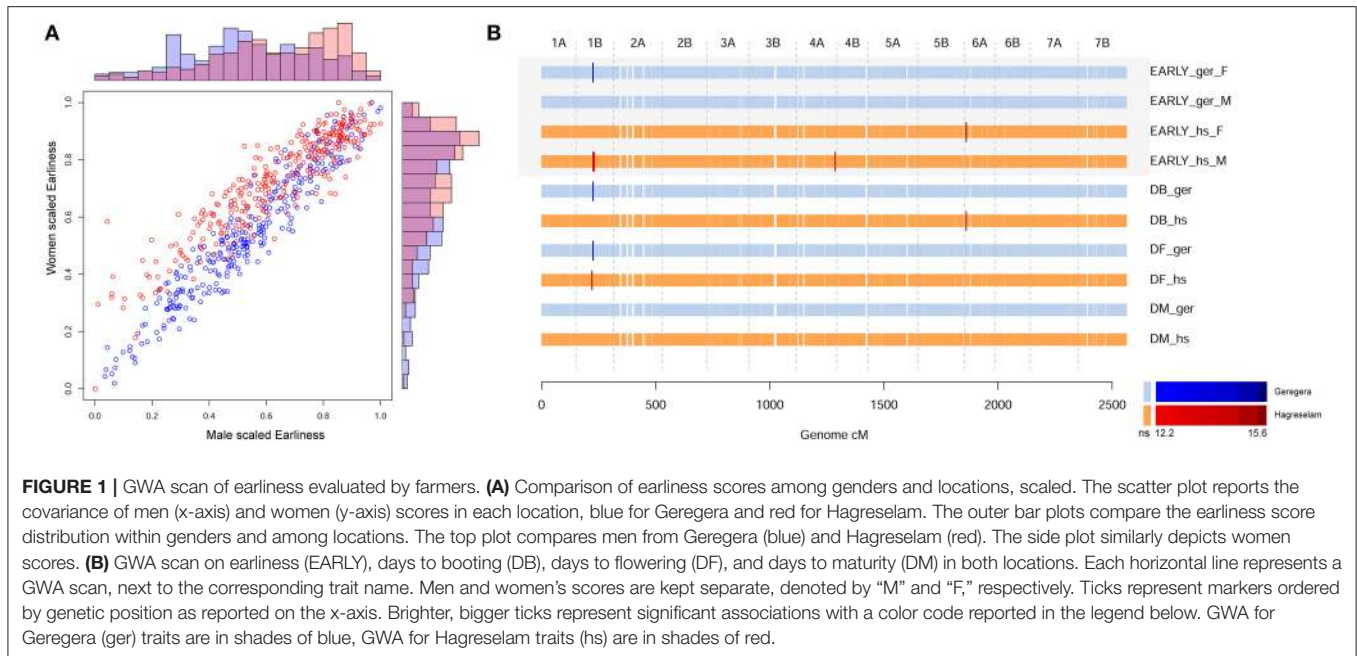 A
B
1A 1B 2A 2B 3A 3B 4A 4B 5A 5B 6A 6B 7A 7B
EARLY_ger_F
EARLY_ger_M
EARLY_hs_F
EARLY_hs_M
DB_ger
DB_hs
DF_ger
DF_hs
DM_ger
DM_hs
Women scaled Earliness
1.0
0.8
0.6
0.4
0.2
0.0
0.0 0.2 0.4 0.6 0.8 1.0
Male scaled Earliness
0 500 1000 1500 2000 2500
Genome cM
Geregera
Hagreselam
ns 12.2 15.6
FIGURE 1 | GWA scan of earliness evaluated by farmers. (A) Comparison of earliness scores among genders and locations, scaled. The scatter plot reports the
covariance of men (x-axis) and women (y-axis) scores in each location, blue for Geregera and red for Hagreselam. The outer bar plots compare the earliness score
distribution within genders and among locations. The top plot compares men from Geregera (blue) and Hagreselam (red). The side plot similarly depicts women
scores. (B) GWA scan on earliness (EARLY), days to booting (DB), days to flowering (DF), and days to maturity (DM) in both locations. Each horizontal line represents a
GWA scan, next to the corresponding trait name. Men and women's scores are kept separate, denoted by “M” and “F,” respectively. Ticks represent markers ordered
by genetic position as reported on the x-axis. Brighter, bigger ticks represent significant associations with a color code reported in the legend below. GWA for
Geregera (ger) traits are in shades of blue, GWA for Hagreselam traits (hs) are in shades of red.